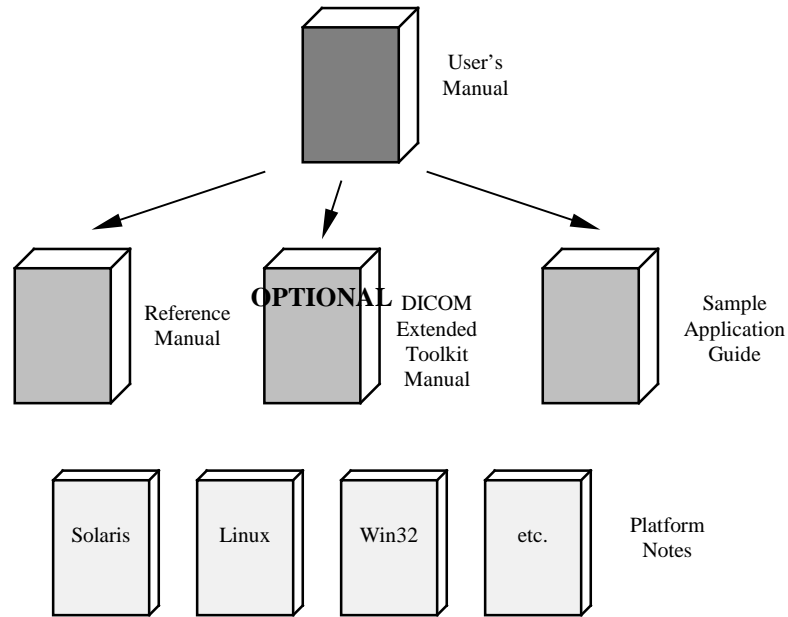 User's
Manual
Reference
Manual
OPTIONAL
DICOM
Extended
Toolkit
Manual
Sample
Application
Guide
Solaris
Linux
Win32
etc.
Platform
Notes